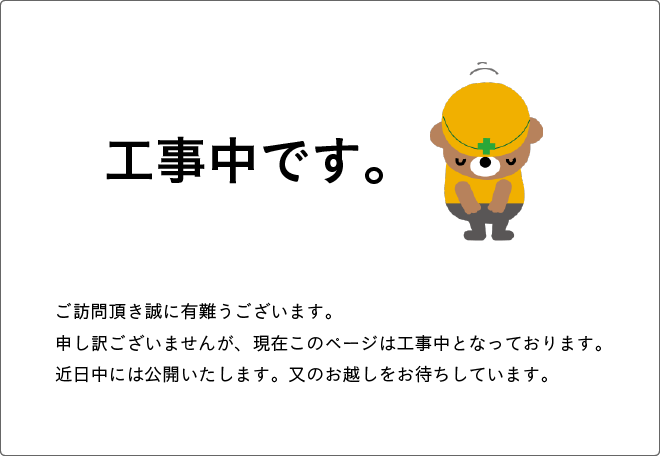 工事中です。
ご訪問頂き誠に有難うございます。
申し訳ございませんが、現在このページは工事中となっております。
近日中には公開いたします。又のお越しをお待ちしています。